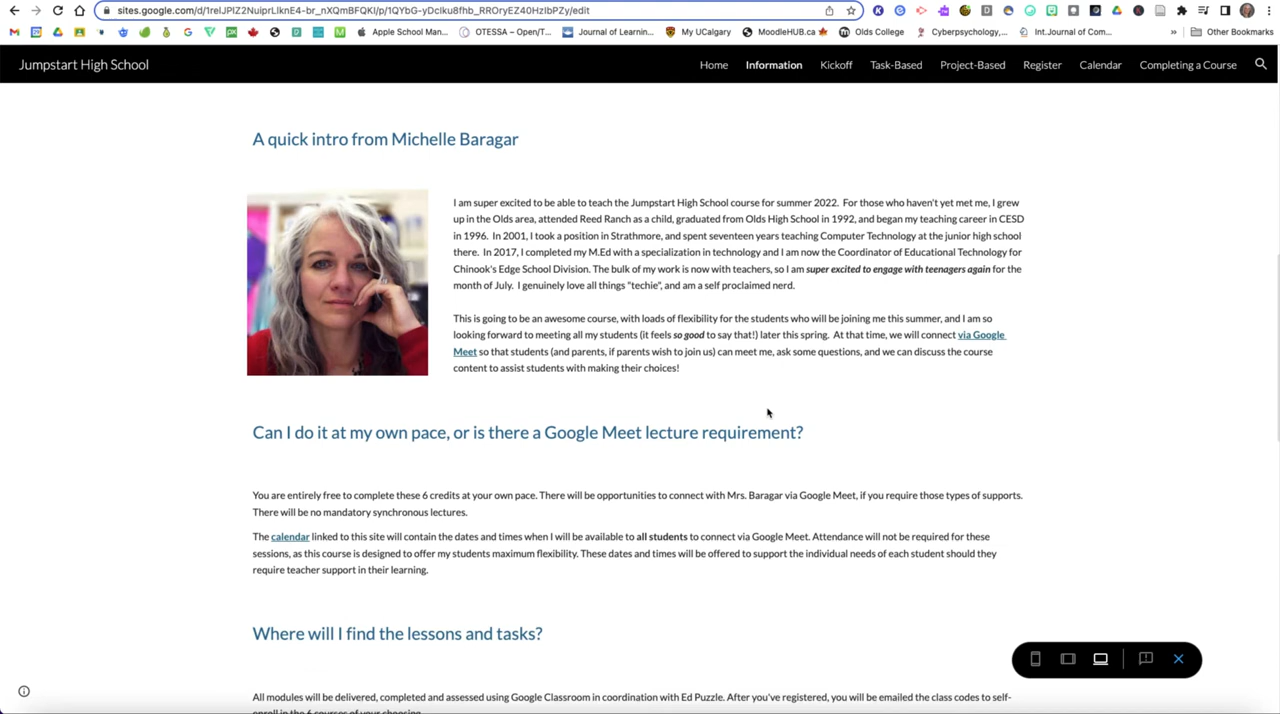 sites.google.com/d/1relJPlZ2NuiprLlknE4-br_nXQmBFQKl/p/1QYbG-yDclku8fhb_RROryEZ40HzIbPZy/edit
Apple School Man...
OTESSA – Open/T...
Journal of Learnin...
My UCalgary
MoodleHUB.ca
Olds College
Cyberpsychology,...
Int.Journal of Com...
»
Other Bookmarks
Jumpstart High School
Home
Information
Kickoff
Task-Based
Project-Based
Register
Calendar
Completing a Course
A quick intro from Michelle Baragar
I am super excited to be able to teach the Jumpstart High School course for summer 2022. For those who haven't yet met me, I grew
up in the Olds area, attended Reed Ranch as a child, graduated from Olds High School in 1992, and began my teaching career in CESD
in 1996. In 2001, I took a position in Strathmore, and spent seventeen years teaching Computer Technology at the junior high school
there. In 2017, I completed my M.Ed with a specialization in technology and I am now the Coordinator of Educational Technology for
Chinook's Edge School Division. The bulk of my work is now with teachers, so I am super excited to engage with teenagers again for the
month of July. I genuinely love all things "techie", and am a self proclaimed nerd.
This is going to be an awesome course, with loads of flexibility for the students who will be joining me this summer, and I am so
looking forward to meeting all my students (it feels so good to say that!) later this spring. At that time, we will connect via Google
Meet so that students (and parents, if parents wish to join us) can meet me, ask some questions, and we can discuss the course
content to assist students with making their choices!
Can I do it at my own pace, or is there a Google Meet lecture requirement?
You are entirely free to complete these 6 credits at your own pace. There will be opportunities to connect with Mrs. Baragar via Google Meet, if you require those types of supports.
There will be no mandatory synchronous lectures.
The calendar linked to this site will contain the dates and times when I will be available to all students to connect via Google Meet. Attendance will not be required for these
sessions, as this course is designed to offer my students maximum flexibility. These dates and times will be offered to support the individual needs of each student should they
require teacher support in their learning.
Where will I find the lessons and tasks?
All modules will be delivered, completed and assessed using Google Classroom in coordination with Ed Puzzle. After you've registered, you will be emailed the class codes to self-
enroll in the 6 courses of your choosing.